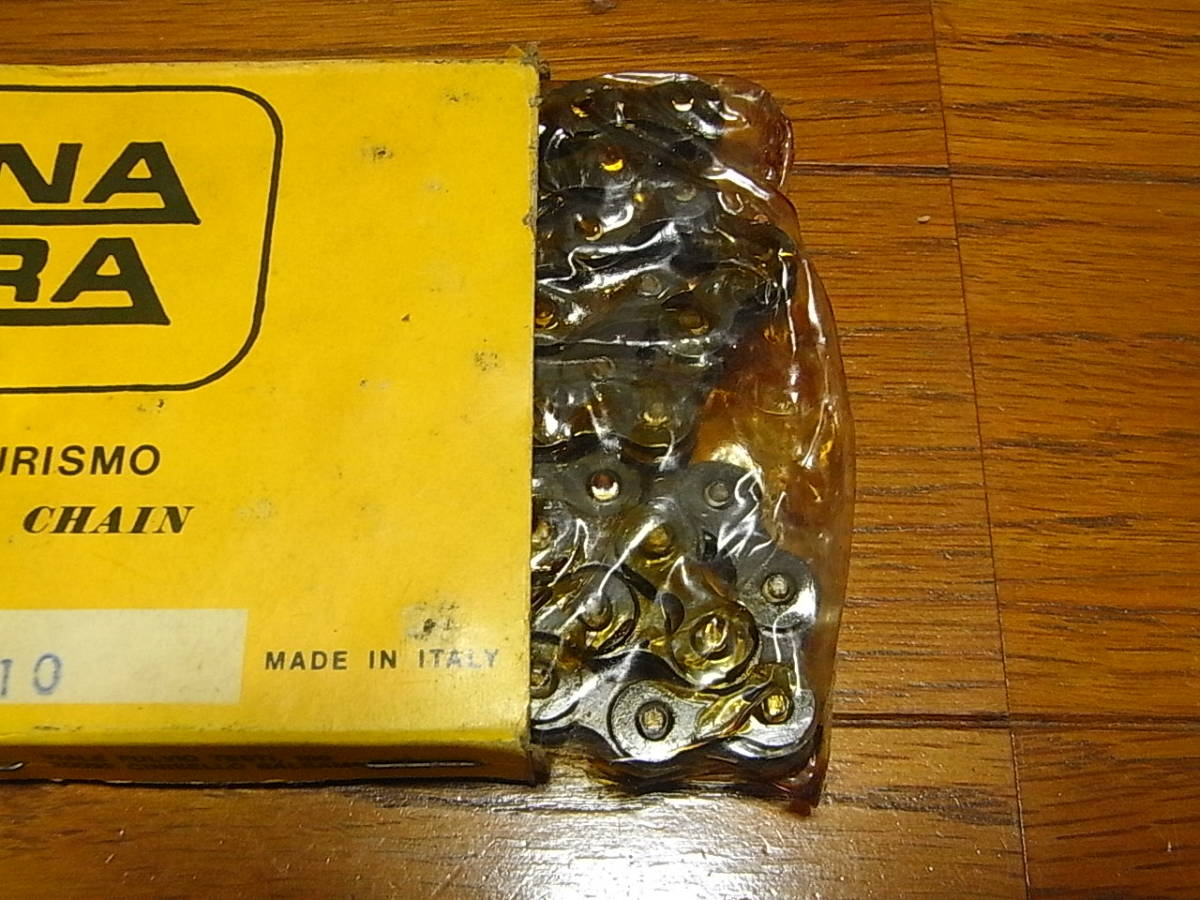 NA
RA
URISMO
CHAIN
10
MADE IN ITALY